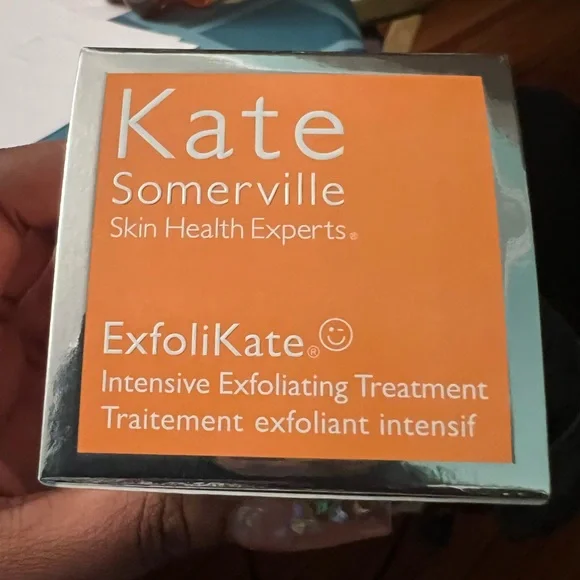 Kate
Somerville
Skin Health Experts®
ExfoliKate®
Intensive Exfoliating Treatment
Traitement exfoliant intensif